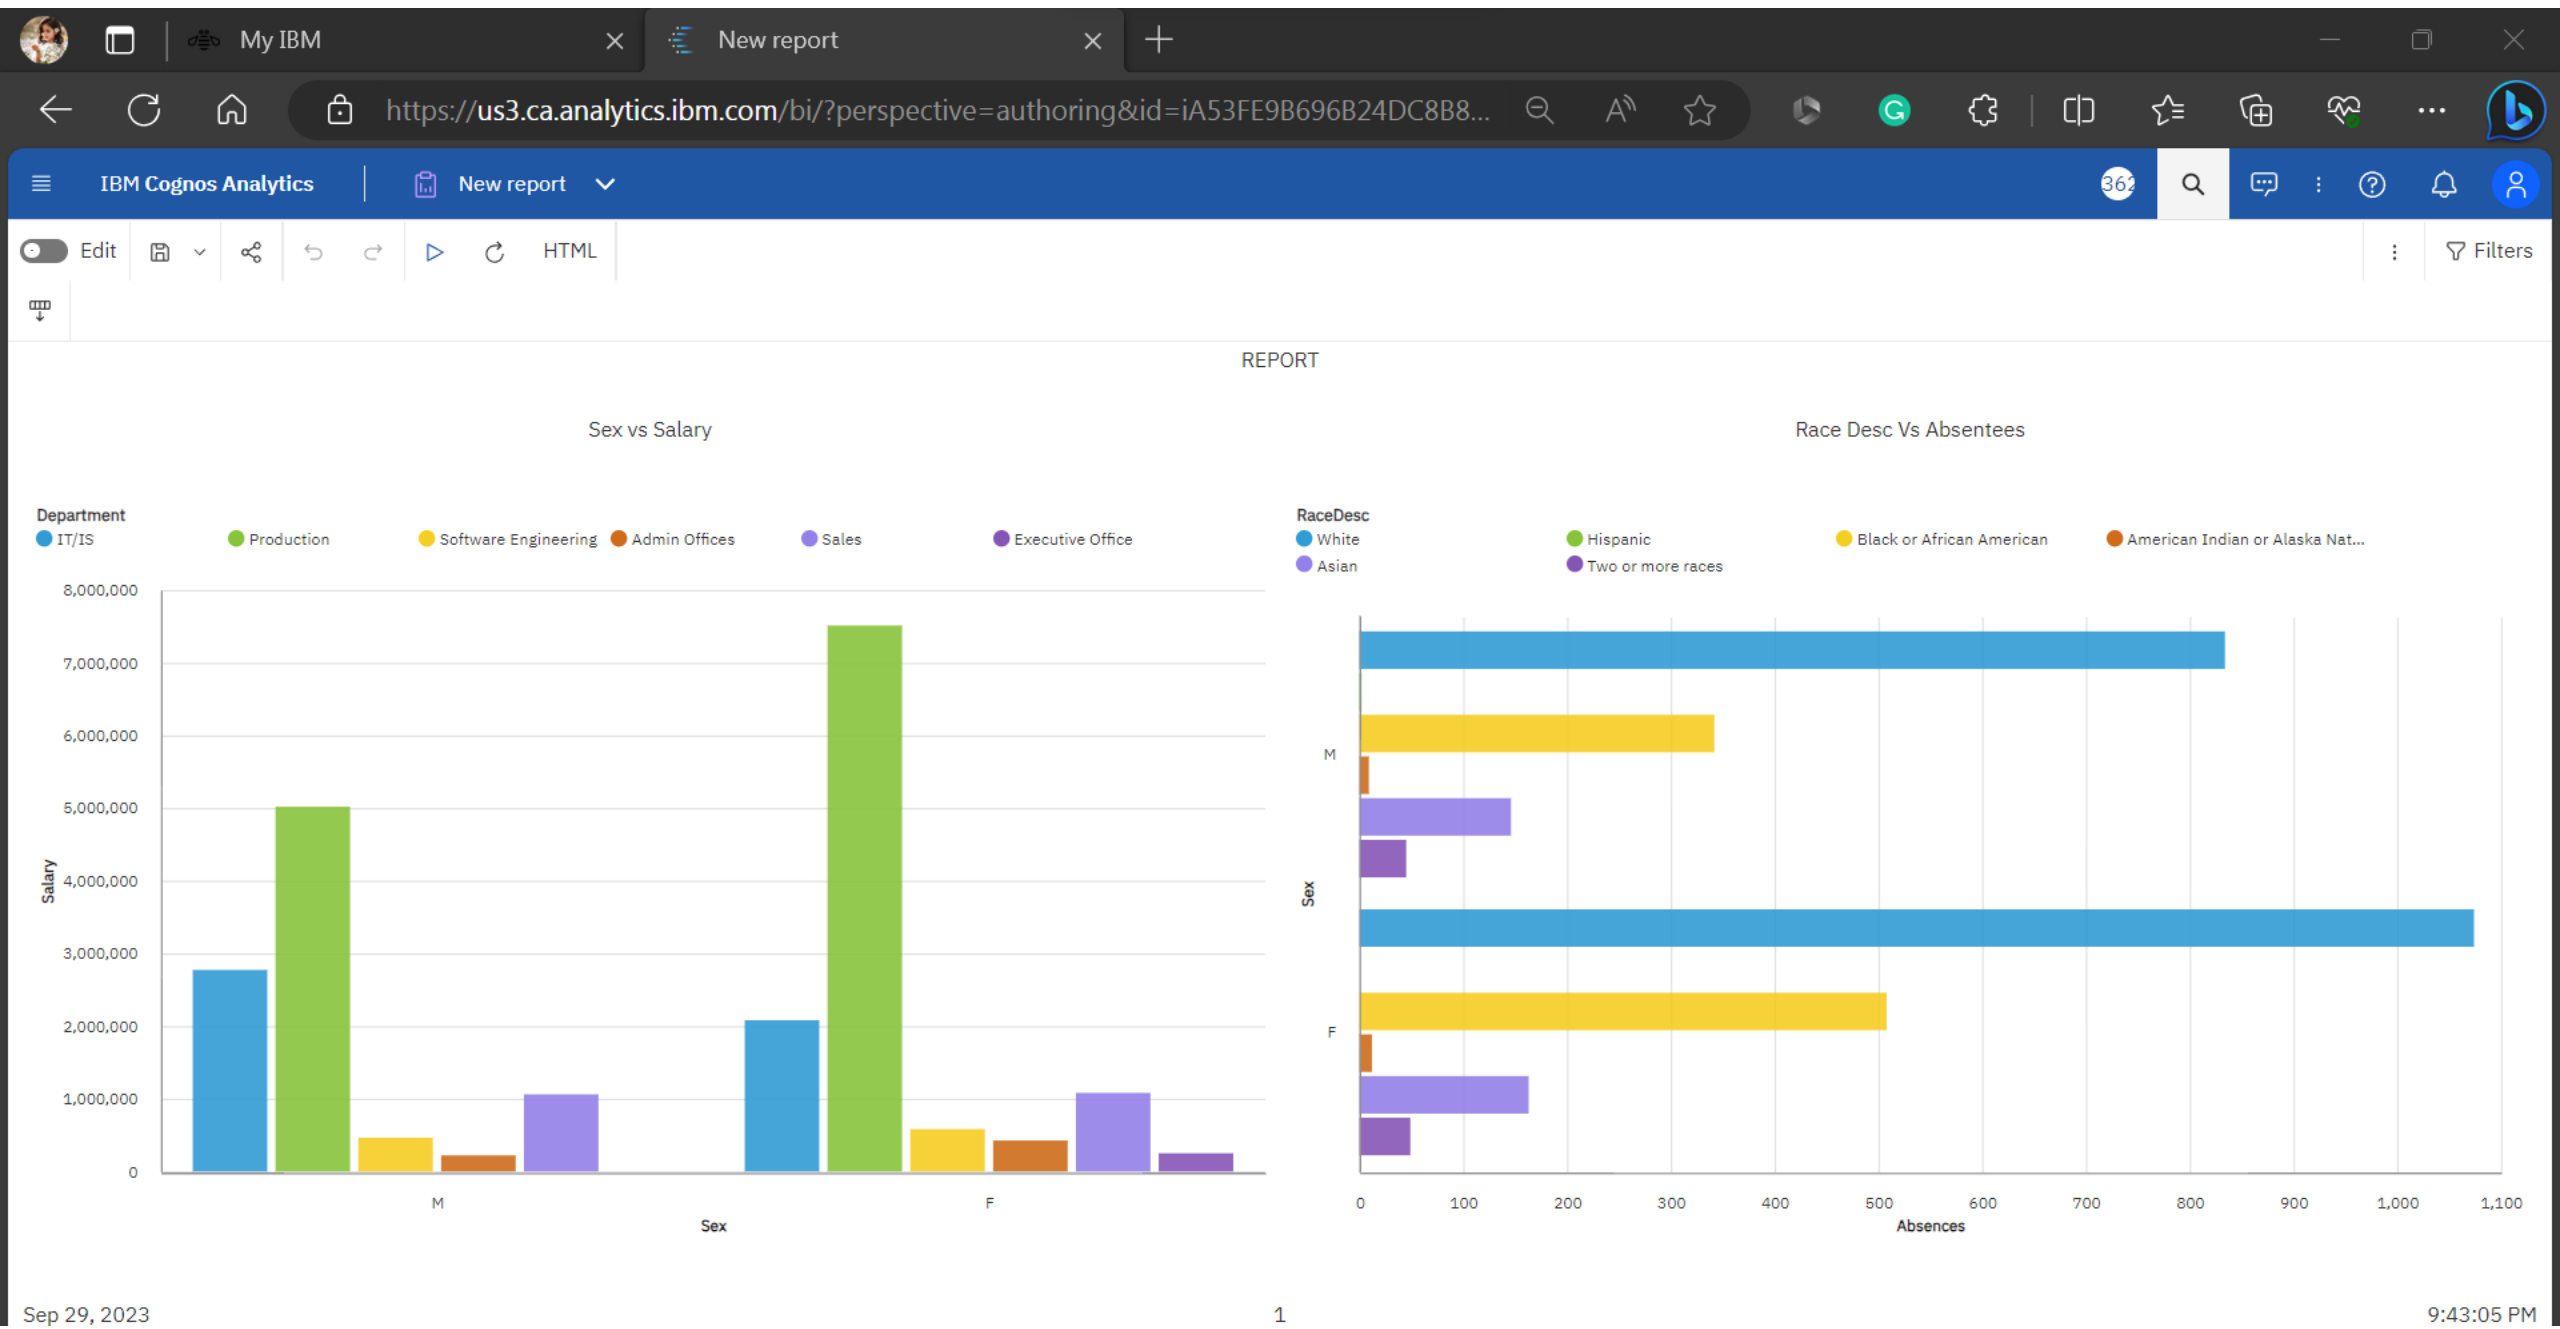 My IBM
New report
https://us3.ca.analytics.ibm.com/bi/?perspective=authoring&id=iA53FE9B696B24DC8B8...
IBM Cognos Analytics
New report
362
Edit
HTML
Filters
REPORT
Sex vs Salary
Department
IT/IS Production Software Engineering Admin Offices Sales Executive Office
8,000,000
7,000,000
6,000,000
5,000,000
4,000,000
3,000,000
2,000,000
1,000,000
0
Salary
M F
Sex
Race Desc Vs Absentees
RaceDesc
White Hispanic Black or African American American Indian or Alaska Nat...
Asian Two or more races
M
F
Sex
0 100 200 300 400 500 600 700 800 900 1,000 1,100
Absences
Sep 29, 2023 1 9:43:05 PM